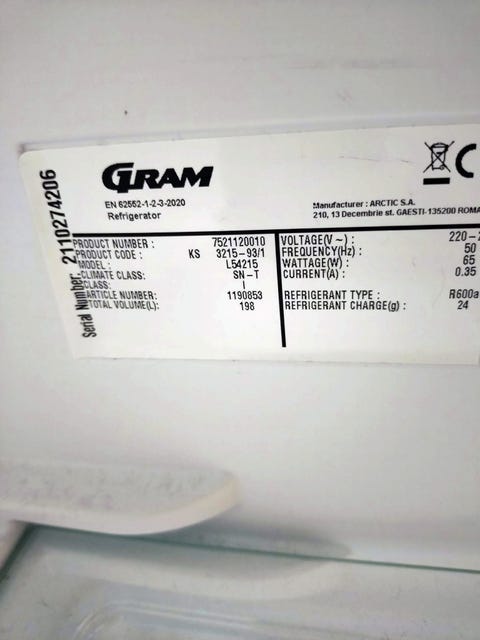 GRAM
EN 62552-1-2-3-2020
Refrigerator
Manufacturer : ARCTIC S.A.
210, 13 Decembrie st. GAESTI-135200 ROMA
Serial Number: 2110274206
PRODUCT NUMBER : 7521120010
PRODUCT CODE : KS 3215-93/1
MODEL : L54215
CLIMATE CLASS: SN-T
CLASS: I
ARTICLE NUMBER: 1190853
TOTAL VOLUME(L): 198
VOLTAGE(V ~) : 220-
FREQUENCY(Hz) : 50
WATTAGE(W) : 65
CURRENT(A) : 0.35
REFRIGERANT TYPE : R600a
REFRIGERANT CHARGE(g) : 24